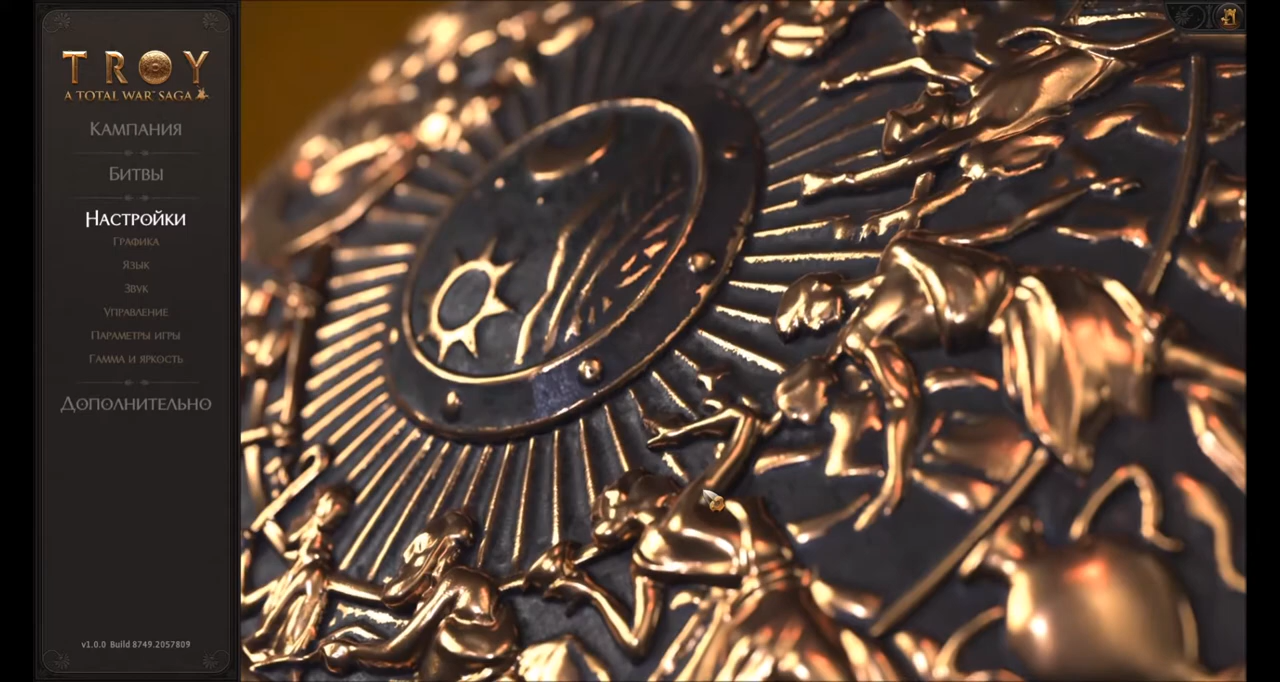 TROY
A TOTAL WAR SAGA
Кампания
Битвы
Настройки
Графика
Язык
Звук
Управление
Параметры игры
Гамма и яркость
Дополнительно
v1.0.0 Build 8749.2057809